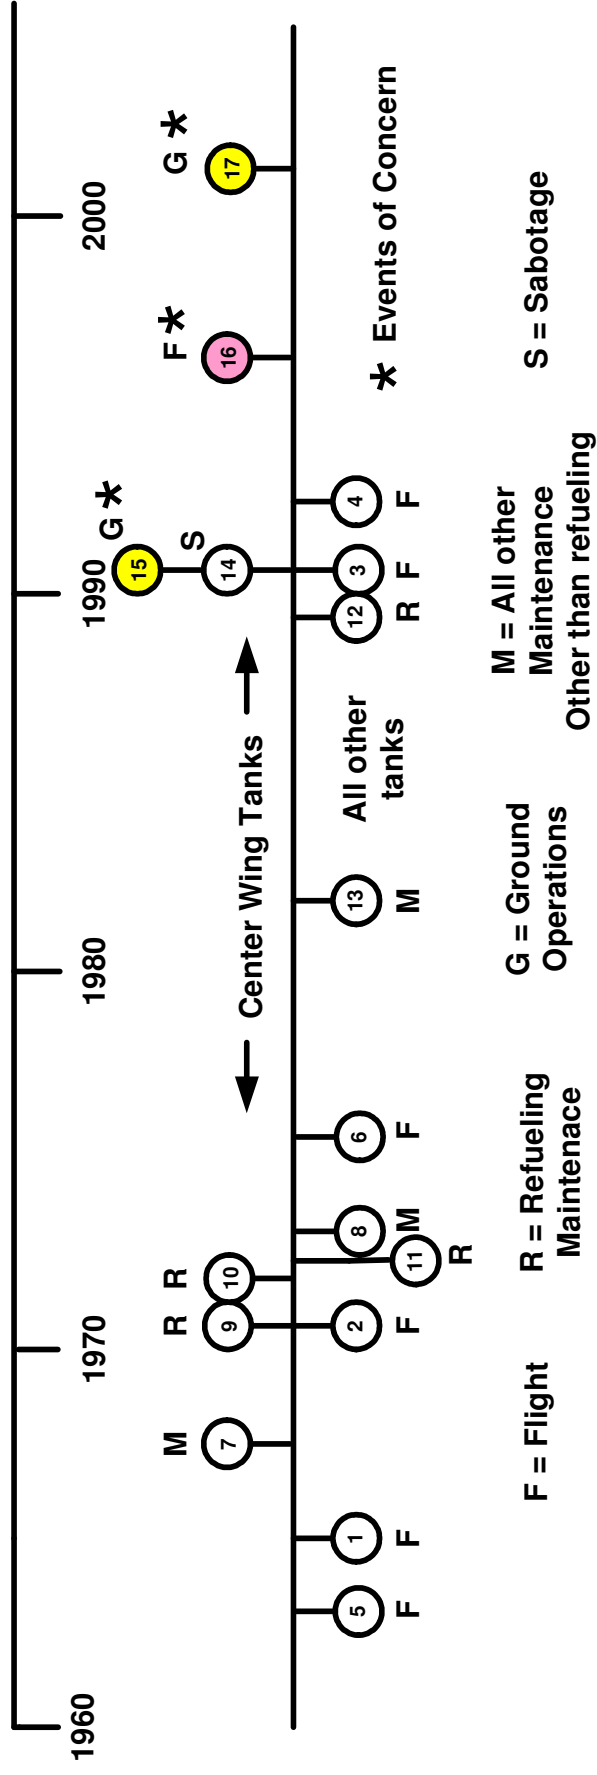 1960
1970
1980
1990
2000
G *
15
S
14
M
7
R
9
R
10
F *
16
G *
17
Center Wing Tanks
All other
tanks
5
F
1
F
2
F
11
R
8
M
6
F
13
M
12
R
3
F
4
F
* Events of Concern
F = Flight
R = Refueling
Maintenace
G = Ground
Operations
M = All other
Maintenance
Other than refueling
S = Sabotage